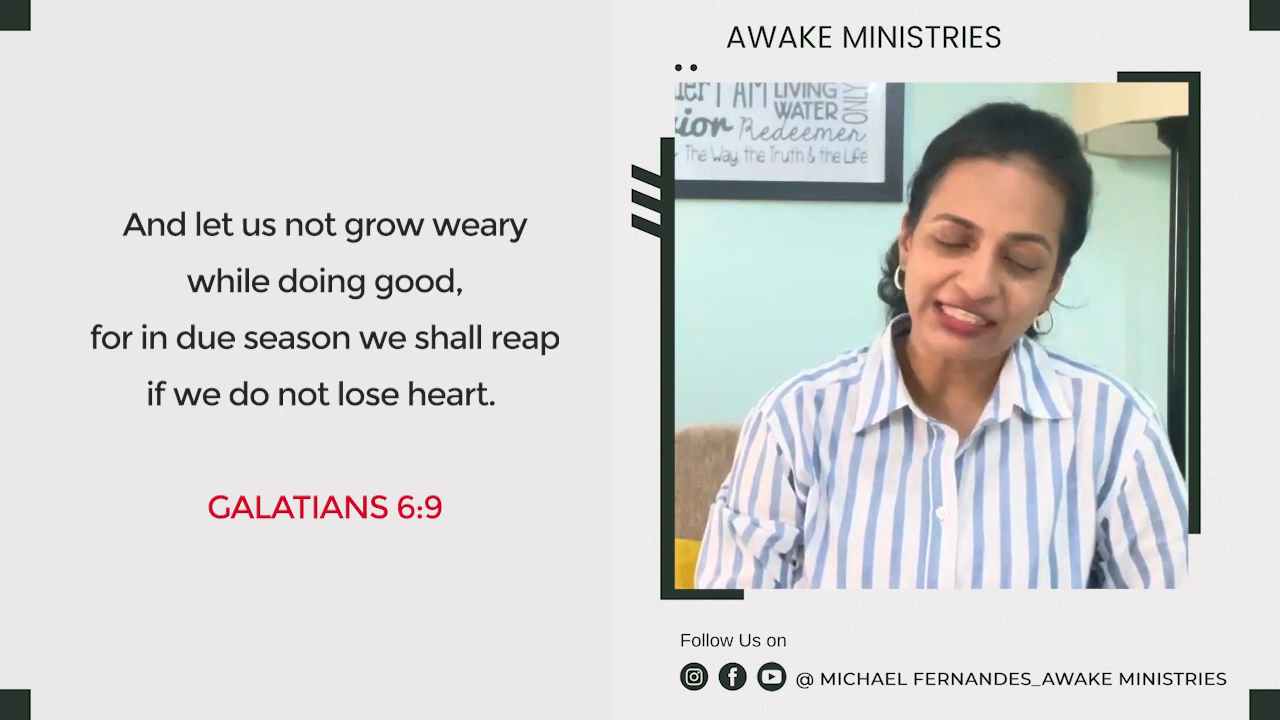 And let us not grow weary
while doing good,
for in due season we shall reap
if we do not lose heart.
GALATIANS 6:9
AWAKE MINISTRIES
I AM LIVING
WATER
ONLY
Redeemer
The Way, the Truth & the Life
Follow Us on
@ MICHAEL FERNANDES_AWAKE MINISTRIES